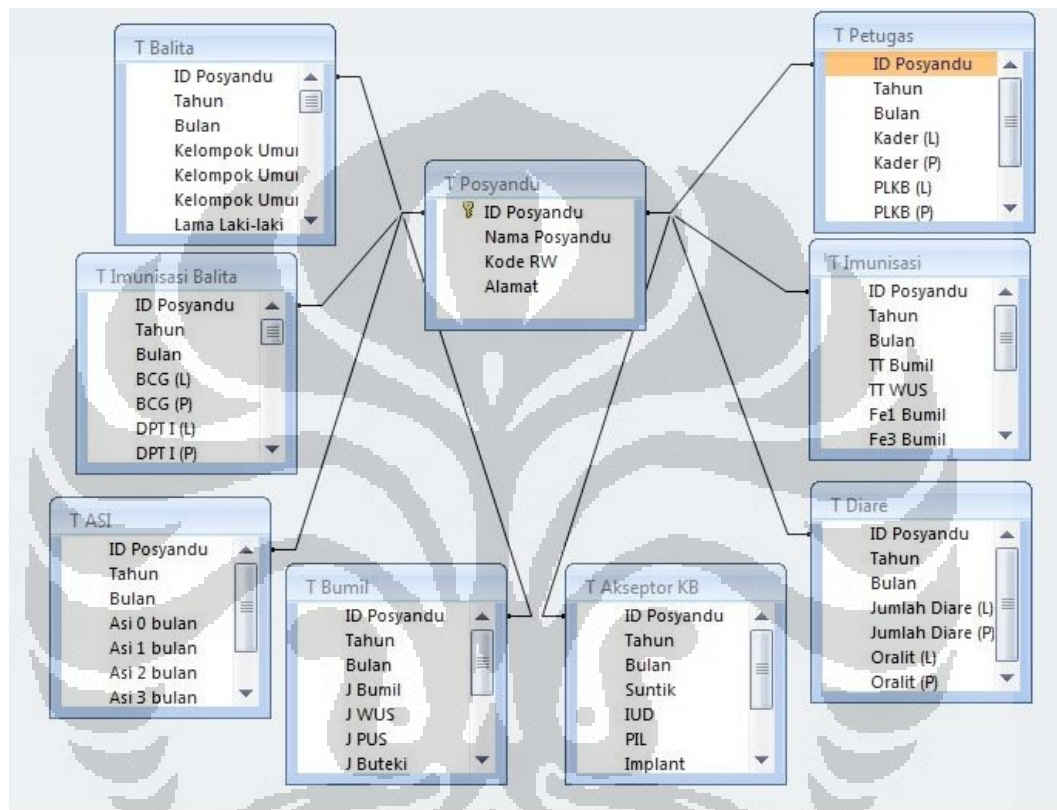 T Balita
ID Posyandu
Tahun
Bulan
Kelompok Umur
Kelompok Umur
Kelompok Umur
Lama Laki-laki
T Imunisasi Balita
ID Posyandu
Tahun
Bulan
BCG (L)
BCG (P)
DPT I (L)
DPT I (P)
T ASI
ID Posyandu
Tahun
Bulan
Asi 0 bulan
Asi 1 bulan
Asi 2 bulan
Asi 3 bulan
T Posyandu
ID Posyandu
Nama Posyandu
Kode RW
Alamat
T Bumil
ID Posyandu
Tahun
Bulan
J Bumil
J WUS
J PUS
J Buteki
T Akseptor KB
ID Posyandu
Tahun
Bulan
Suntik
IUD
PIL
Implant
T Petugas
ID Posyandu
Tahun
Bulan
Kader (L)
Kader (P)
PLKB (L)
PLKB (P)
T Imunisasi
ID Posyandu
Tahun
Bulan
TT Bumil
TT WUS
Fe1 Bumil
Fe3 Bumil
T Diare
ID Posyandu
Tahun
Bulan
Jumlah Diare (L)
Jumlah Diare (P)
Oralit (L)
Oralit (P)